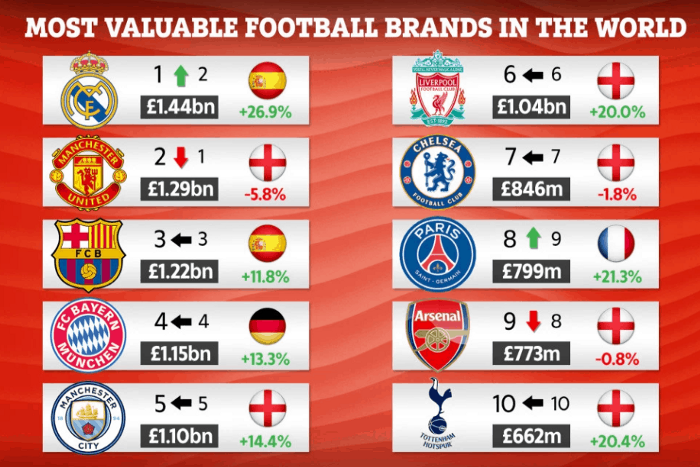 MOST VALUABLE FOOTBALL BRANDS IN THE WORLD
1 2
£1.44bn
+26.9%
MANCHESTER
UNITED
2 1
£1.29bn
-5.8%
FCB
3 3
£1.22bn
+11.8%
FC BAYERN
MÜNCHEN
4 4
£1.15bn
+13.3%
MANCHESTER
CITY
5 5
£1.10bn
+14.4%
LIVERPOOL
FOOTBALL CLUB
6 6
£1.04bn
+20.0%
CHELSEA
FOOTBALL CLUB
7 7
£846m
-1.8%
PARIS
SAINT-GERMAIN
8 9
£799m
+21.3%
Arsenal
9 8
£773m
-0.8%
TOTTENHAM
HOTSPUR
10 10
£662m
+20.4%